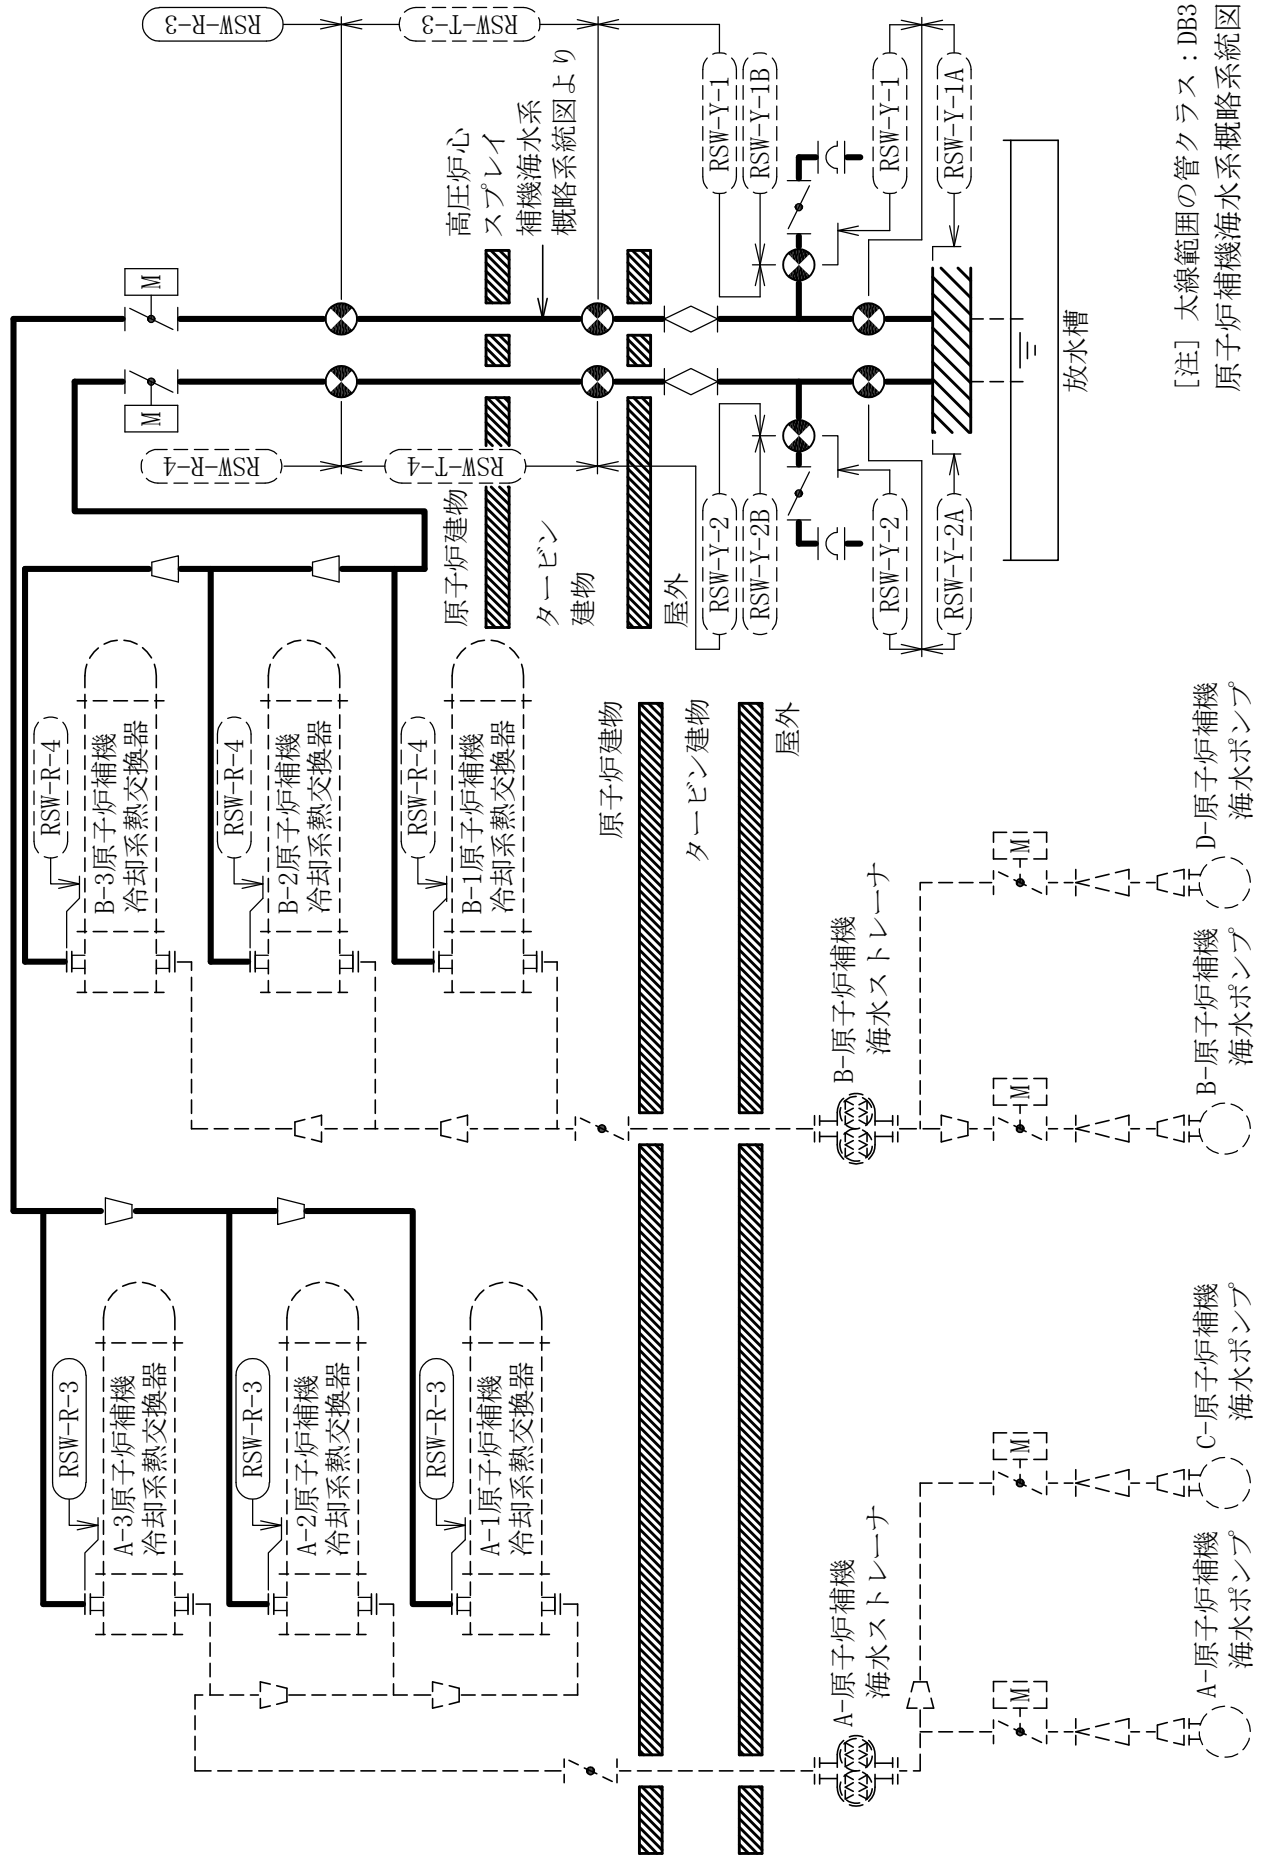 RSW-R-3
RSW-T-3
高圧炉心
スプレイ
補機海水系
概略系統図より
RSW-Y-1
RSW-Y-1B
RSW-Y-1
RSW-Y-1A
M
M
RSW-R-4
RSW-T-4
原子炉建物
タービン
建物
屋外
RSW-Y-2
RSW-Y-2B
RSW-Y-2
RSW-Y-2A
放水槽
RSW-R-4
B-3原子炉補機
冷却系熱交換器
RSW-R-4
B-2原子炉補機
冷却系熱交換器
RSW-R-4
B-1原子炉補機
冷却系熱交換器
原子炉建物
タービン建物
屋外
B-原子炉補機
海水ストレーナ
M
D-原子炉補機
海水ポンプ
M
B-原子炉補機
海水ポンプ
RSW-R-3
A-3原子炉補機
冷却系熱交換器
RSW-R-3
A-2原子炉補機
冷却系熱交換器
RSW-R-3
A-1原子炉補機
冷却系熱交換器
A-原子炉補機
海水ストレーナ
M
C-原子炉補機
海水ポンプ
M
A-原子炉補機
海水ポンプ
[注] 太線範囲の管クラス：DB3
原子炉補機海水系概略系統図